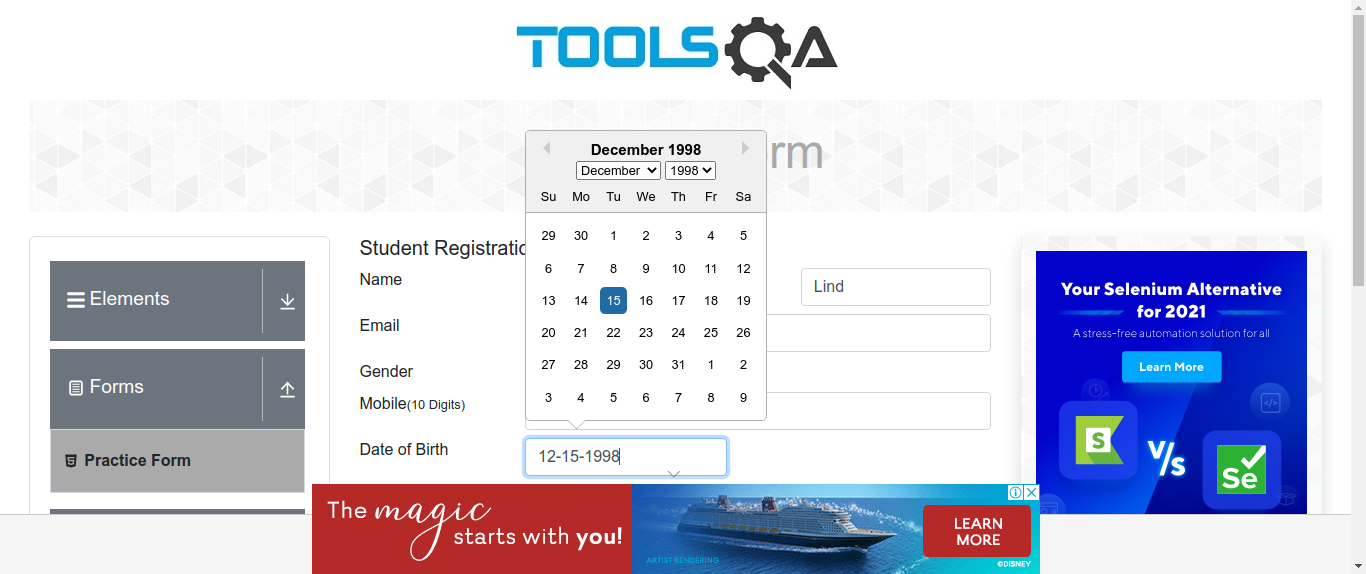 TOOLSQA
rm
December 1998
December 1998
Su Mo Tu We Th Fr Sa
29 30 1 2 3 4 5
6 7 8 9 10 11 12
13 14 15 16 17 18 19
20 21 22 23 24 25 26
27 28 29 30 31 1 2
3 4 5 6 7 8 9
Elements
Forms
Practice Form
Student Registratio
Name
Lind
Email
Gender
Mobile(10 Digits)
Date of Birth
12-15-1998
Your Selenium Alternative
for 2021
A stress-free automation solution for all
Learn More
S
V/s
Se
The magic
starts with you!
ARTIST RENDERING
LEARN
MORE
©DISNEY